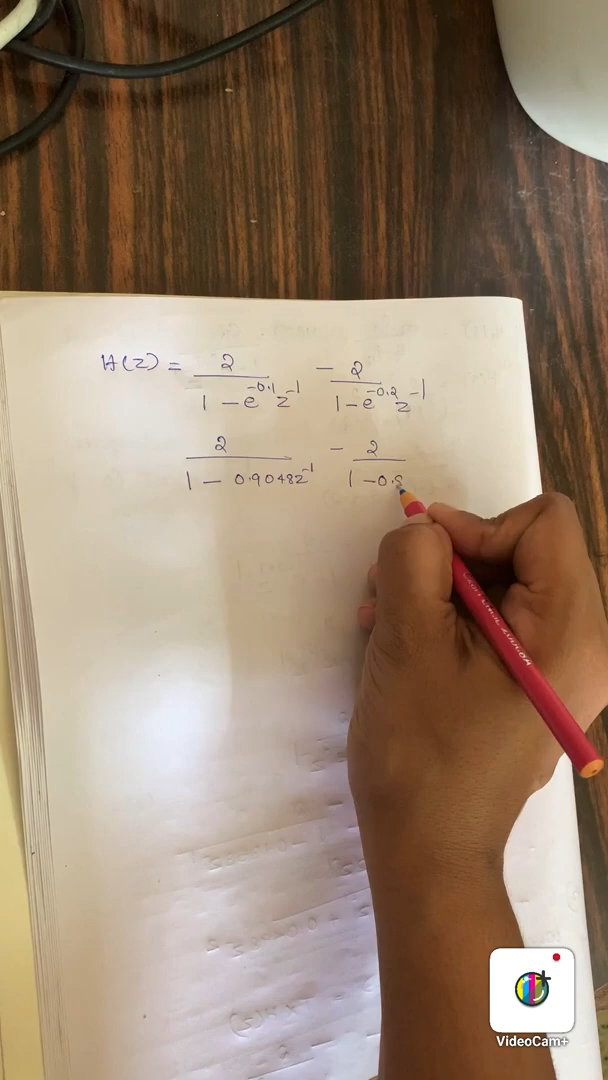 H(z) = 2 / (1 - e^-0.1 z^-1) - 2 / (1 - e^-0.2 z^-1)
2 / (1 - 0.9048z^-1) - 2 / (1 - 0.8
VideoCam+